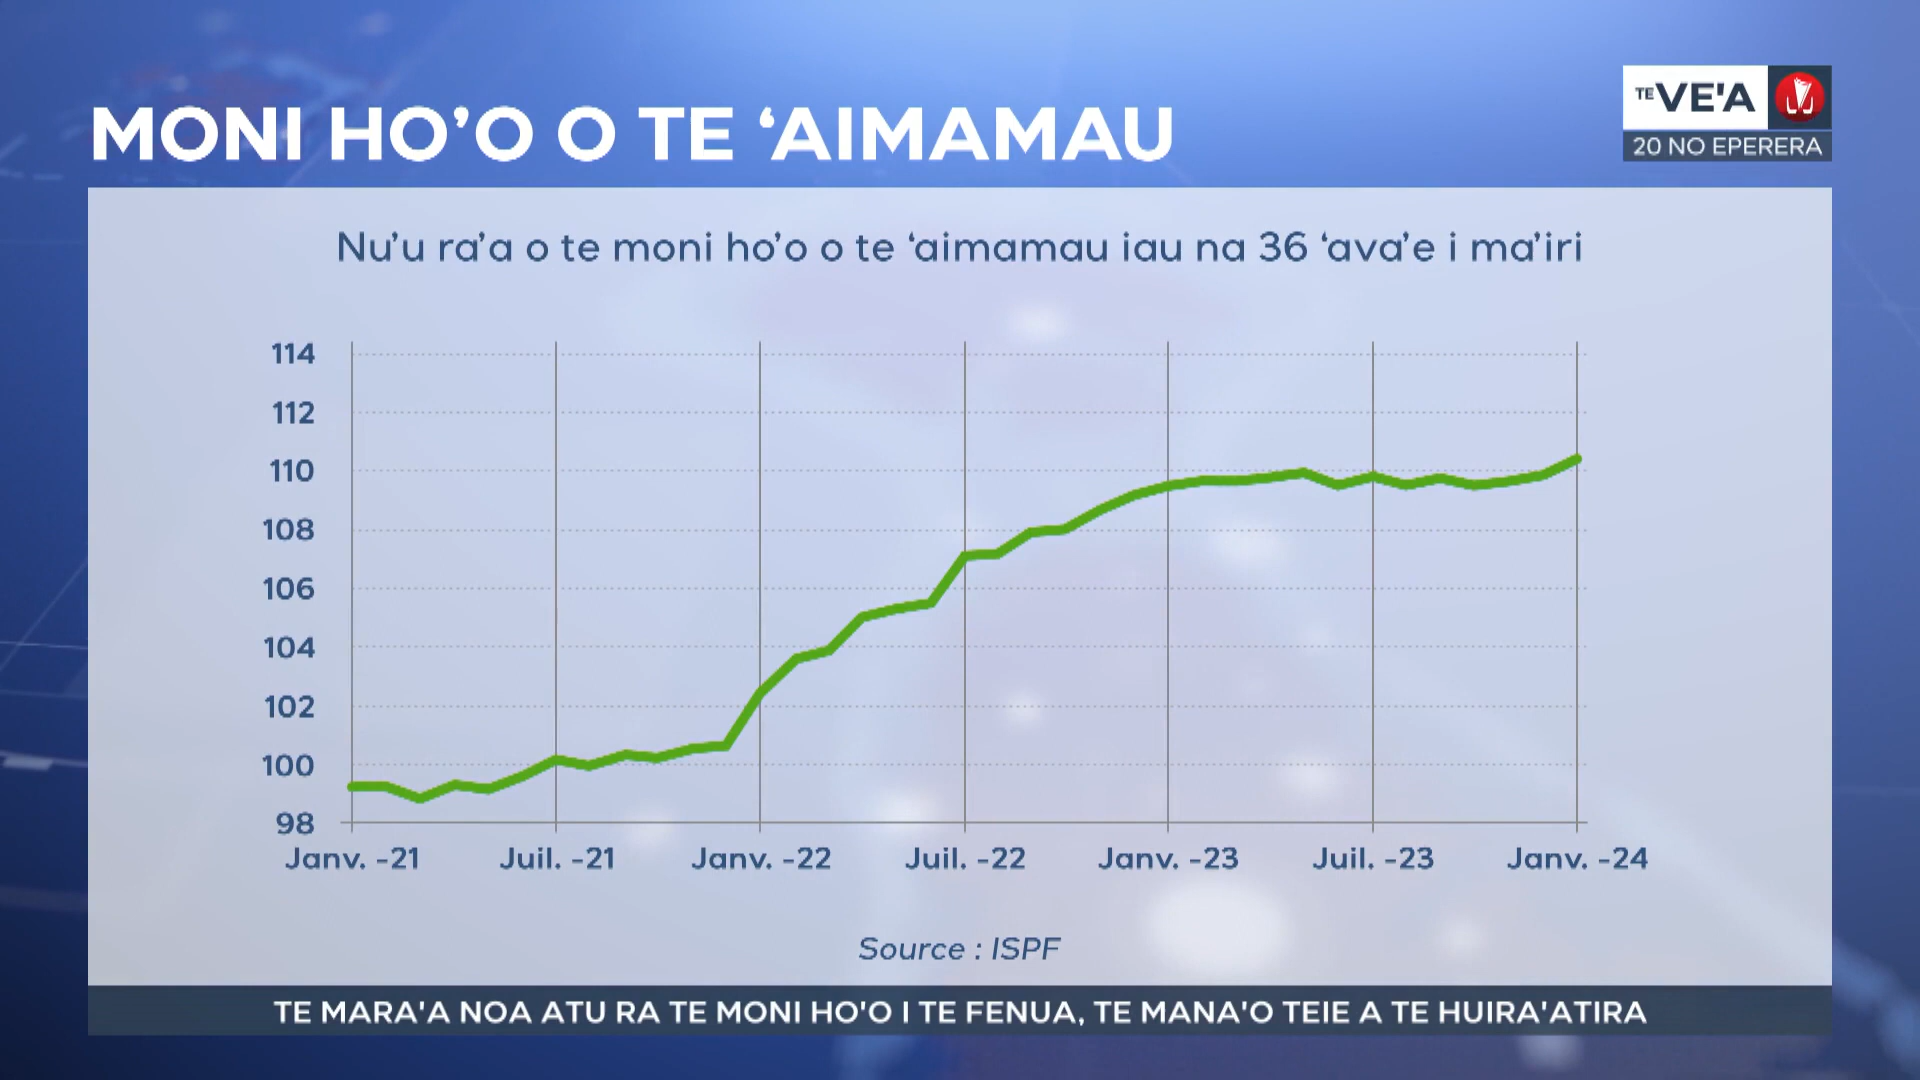 MONI HO’O O TE ‘AIMAMAU
TE VE'A
20 NO EPERERA
Nu’u ra’a o te moni ho’o o te ‘aimamau iau na 36 ‘ava’e i ma’iri
114
112
110
108
106
104
102
100
98
Janv. -21 Juil. -21 Janv. -22 Juil. -22 Janv. -23 Juil. -23 Janv. -24
Source : ISPF
TE MARA'A NOA ATU RA TE MONI HO'O I TE FENUA, TE MANA'O TEIE A TE HUIRA'ATIRA